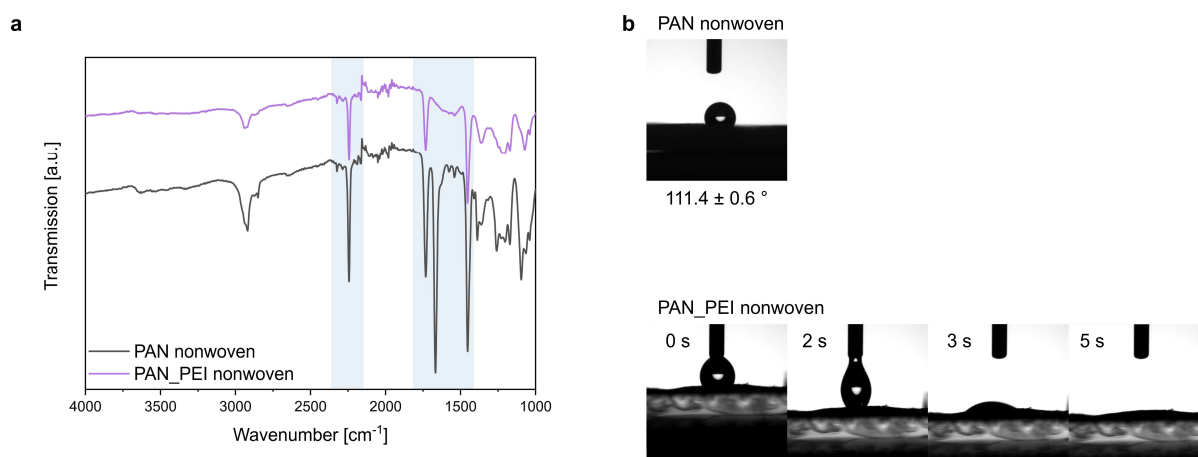 a
Transmission [a.u.]
PAN nonwoven
PAN_PEI nonwoven
4000 3500 3000 2500 2000 1500 1000
Wavenumber [cm⁻¹]
b
PAN nonwoven
111.4 ± 0.6 °
PAN_PEI nonwoven
0 s 2 s 3 s 5 s